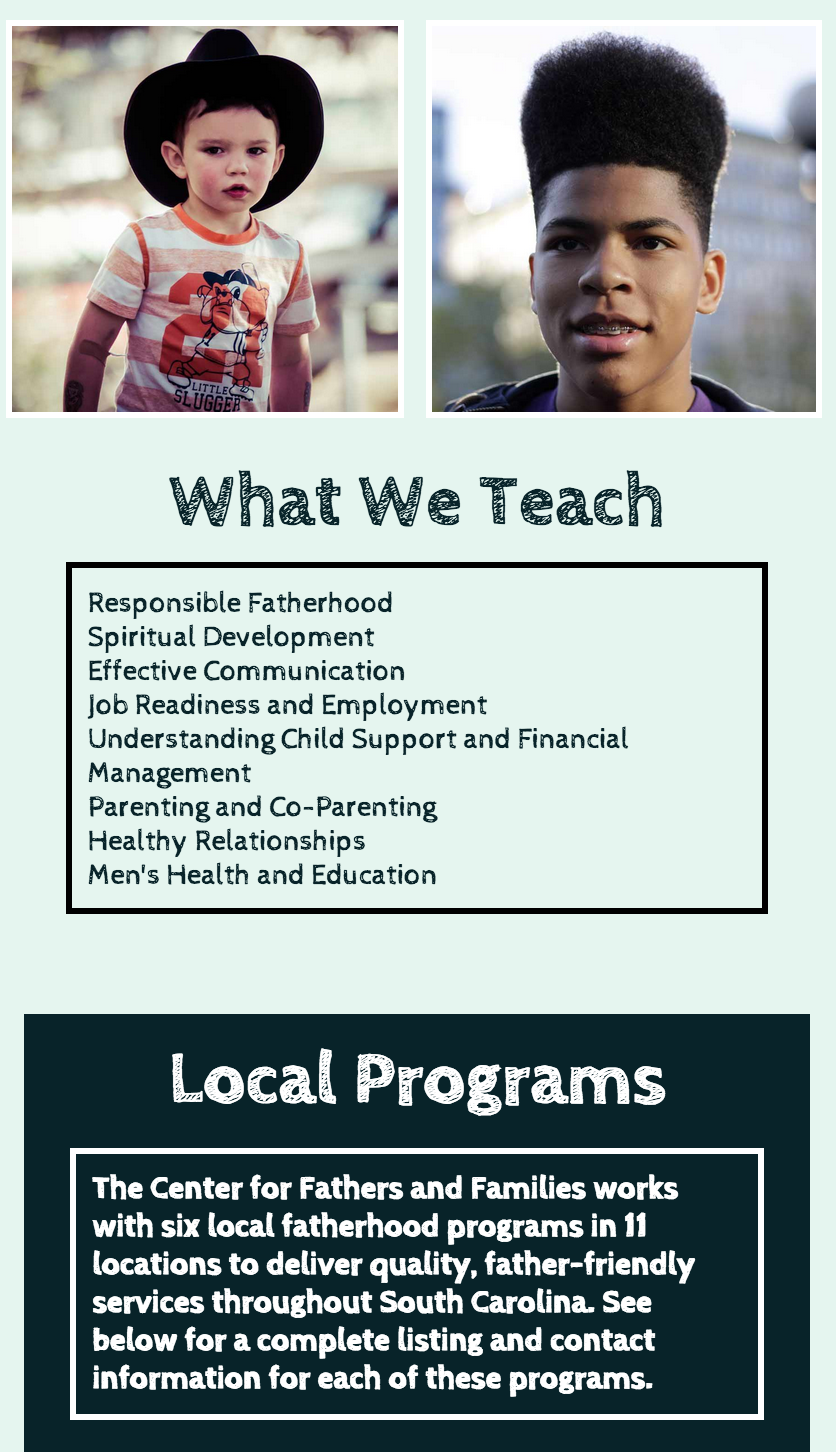 2
LITTLE
SLUGGER
What We Teach
Responsible Fatherhood
Spiritual Development
Effective Communication
Job Readiness and Employment
Understanding Child Support and Financial
Management
Parenting and Co-Parenting
Healthy Relationships
Men's Health and Education
Local Programs
The Center for Fathers and Families works
with six local fatherhood programs in 11
locations to deliver quality, father-friendly
services throughout South Carolina. See
below for a complete listing and contact
information for each of these programs.